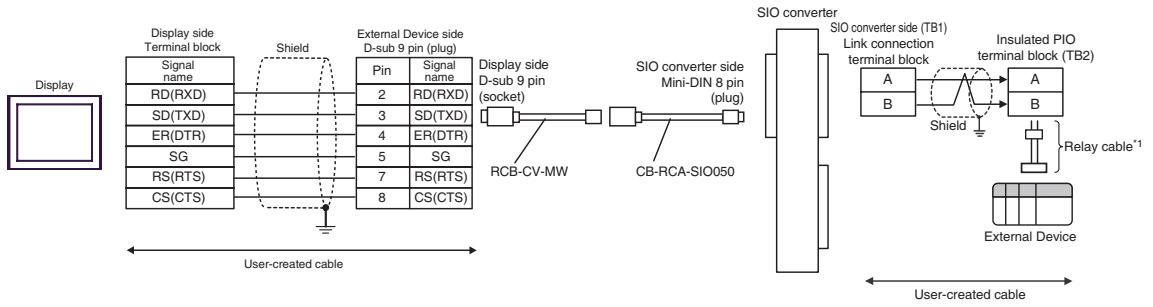 Display
Display side
Terminal block
Signal
name
RD(RXD)
SD(TXD)
ER(DTR)
SG
RS(RTS)
CS(CTS)
Shield
External Device side
D-sub 9 pin (plug)
Pin
Signal
name
2
RD(RXD)
3
SD(TXD)
4
ER(DTR)
5
SG
7
RS(RTS)
8
CS(CTS)
User-created cable
Display side
D-sub 9 pin
(socket)
RCB-CV-MW
SIO converter side
Mini-DIN 8 pin
(plug)
CB-RCA-SIO050
SIO converter
SIO converter side (TB1)
Link connection
terminal block
A
B
Shield
Insulated PIO
terminal block (TB2)
A
B
Relay cable*1
External Device
User-created cable